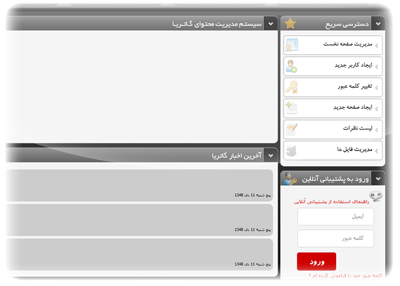 دسترسی سریع
مدیریت صفحه نخست
ایجاد کاربر جدید
تغییر کلمه عبور
ایجاد صفحه جدید
لیست نظرات
مدیریت فایل ها
ورود به پشتیبانی آنلاین
راهنمای استفاده از پشتیبانی آنلاین
ایمیل
کلمه عبور
ورود
کلمه عبور خود را فراموش کرده ام ؟
سیستم مدیریت محتوای گاتریا
آخرین اخبار گاتریا
پنج شنبه 11 دی 1348
پنج شنبه 11 دی 1348
پنج شنبه 11 دی 1348